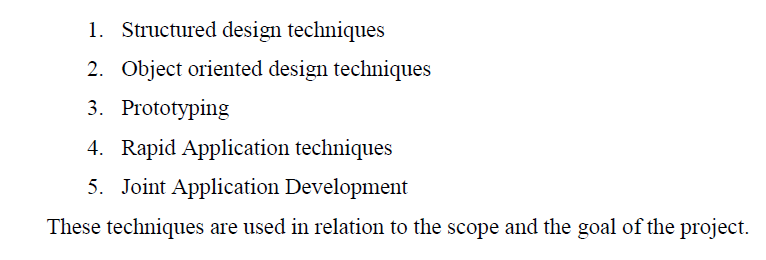 1. Structured design techniques
2. Object oriented design techniques
3. Prototyping
4. Rapid Application techniques
5. Joint Application Development
These techniques are used in relation to the scope and the goal of the project.